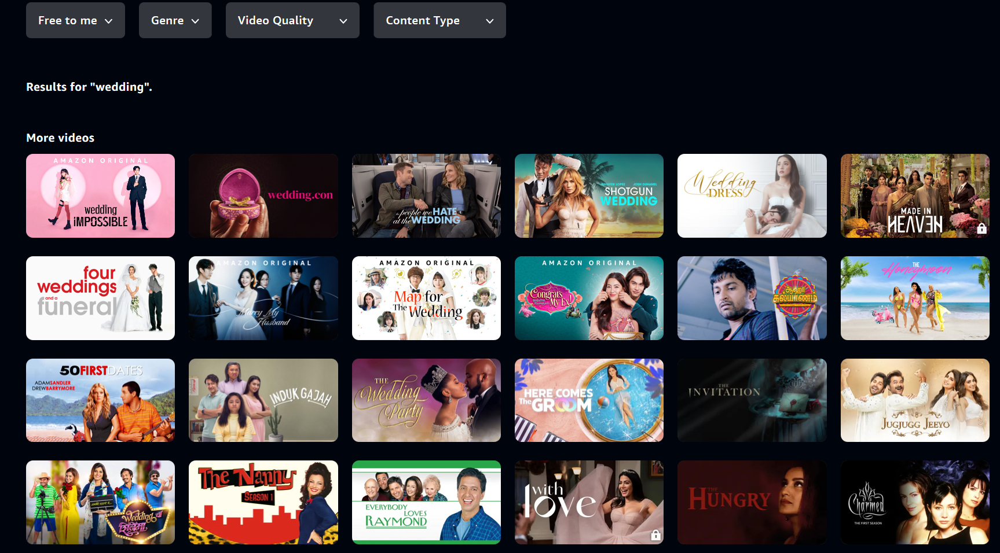 Free to me
Genre
Video Quality
Content Type
Results for "wedding".
More videos
AMAZON ORIGINAL
wedding
iMPOSSIBLE
wedding.con
the people we HATE
at the WEDDING
JENNIFER LOPEZ JOSH DUHAMEL
SHOTGUN
WEDDING
Wedding
DRESS
MADE IN
HEAVEN
four
weddings
and a
funeral
AMAZON ORIGINAL
Marry My
Husband
AMAZON ORIGINAL
Map for
The Wedding
AMAZON ORIGINAL
Congrats
My Ex!
ஆஹா
கல்யாணம்
THE
Honeymoon
50FIRSTDATES
ADAMSANDLER
DREWBARRYMORE
INDUK GAJAH
THE
Wedding
Party
HERE COMES
The GROOM
THE
INVITATION
JUGJUGG JEEYO
Wedding चा
शिनेमा
The Nanny
SEASON 1
EVERYBODY
LOVES
RAYMOND
with
love
THE
HUNGRY
Charmed
THE FIRST SEASON